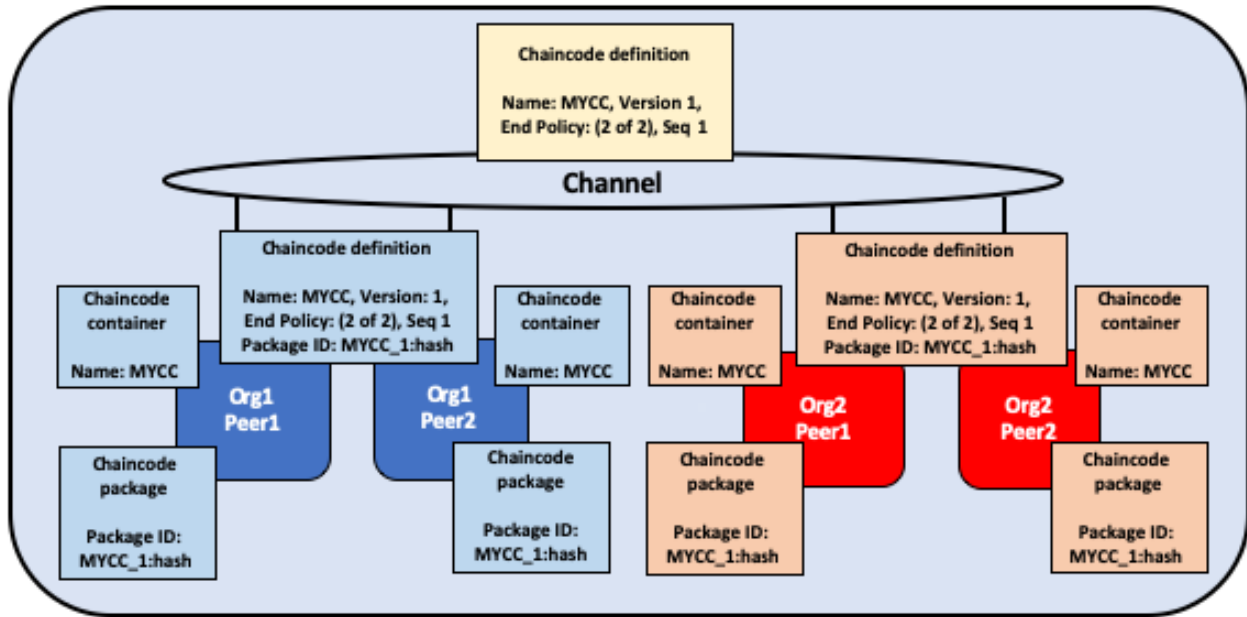 Chaincode definition
Name: MYCC, Version 1,
End Policy: (2 of 2), Seq 1
Channel
Chaincode definition
Name: MYCC, Version: 1,
End Policy: (2 of 2), Seq 1
Package ID: MYCC_1:hash
Chaincode
container
Name: MYCC
Chaincode
container
Name: MYCC
Org1
Peer1
Org1
Peer2
Chaincode
package
Package ID:
MYCC_1:hash
Chaincode
package
Package ID:
MYCC_1:hash
Chaincode definition
Name: MYCC, Version: 1,
End Policy: (2 of 2), Seq 1
Package ID: MYCC_1:hash
Chaincode
container
Name: MYCC
Chaincode
container
Name: MYCC
Org2
Peer1
Org2
Peer2
Chaincode
package
Package ID:
MYCC_1:hash
Chaincode
package
Package ID:
MYCC_1:hash